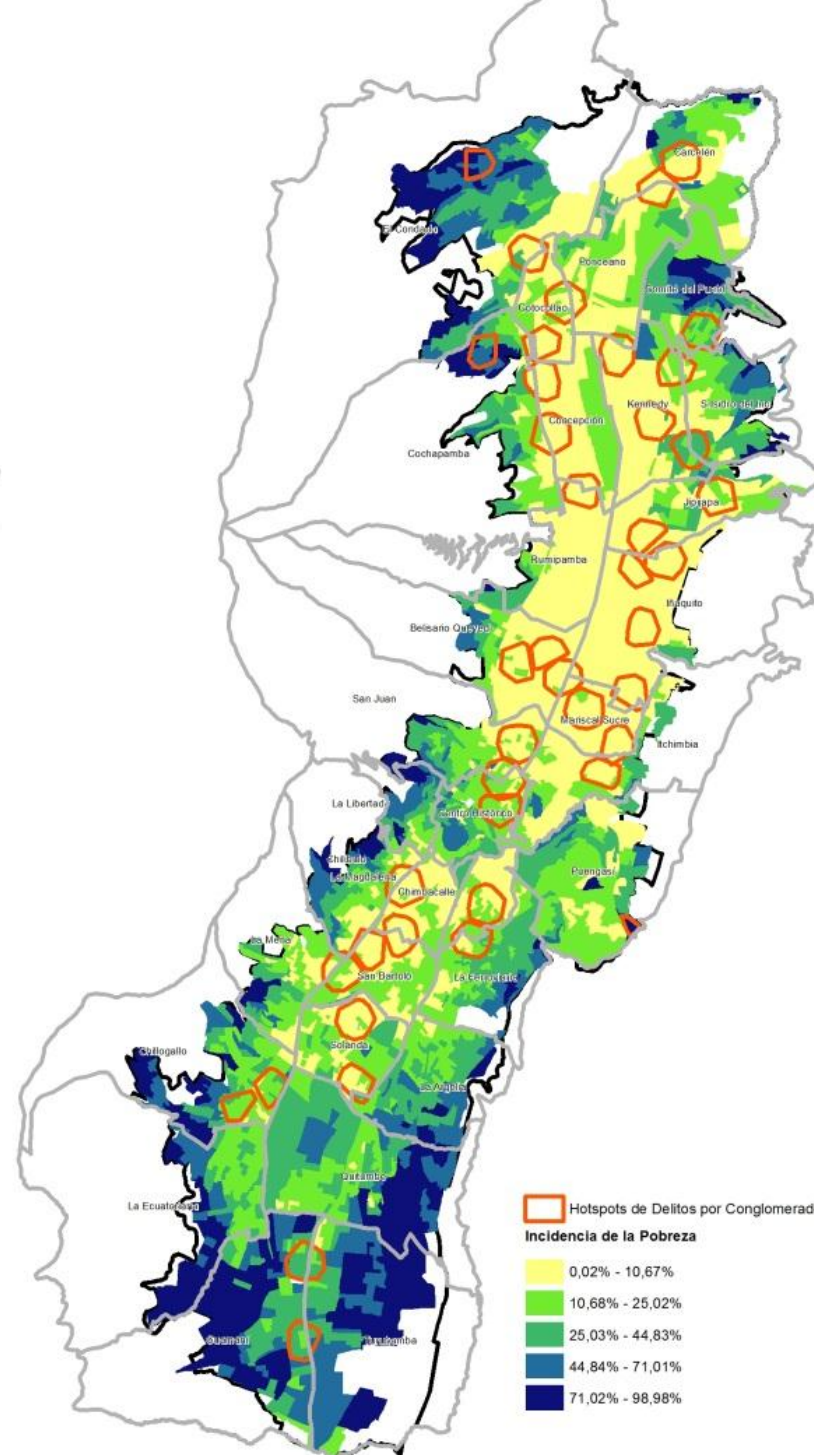 Carcelén
El Condado
Ponceano
Comité del Pueblo
Cotocollao
Kennedy
S.Isidro del Inca
Concepción
Cochapamba
Jipijapa
Rumipamba
Iñaquito
Belisario Quevedo
San Juan
Mariscal Sucre
Itchimbía
La Libertad
Centro Histórico
Chilibulo
La Magdalena
Puengasí
Chimbacalle
La Mena
San Bartolo
La Ferroviaria
Solanda
Chillogallo
La Argelia
Quitumbe
La Ecuatoriana
Guamaní
Turubamba
Hotspots de Delitos por Conglomerad
Incidencia de la Pobreza
0,02% - 10,67%
10,68% - 25,02%
25,03% - 44,83%
44,84% - 71,01%
71,02% - 98,98%